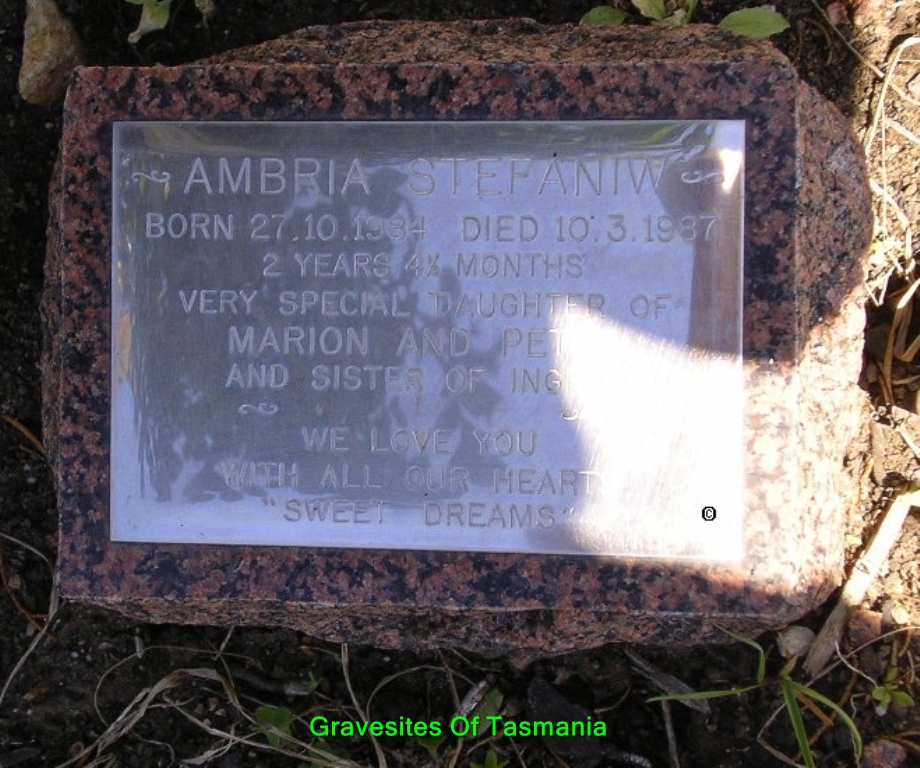 AMBRIA STEFANIW
BORN 27.10.1984 DIED 10.3.1987
2 YEARS 4½ MONTHS
VERY SPECIAL DAUGHTER OF
MARION AND
AND SISTER OF
WE LOVE YOU
WITH ALL OUR
"SWEET DREAMS"
©
Gravesites Of Tasmania